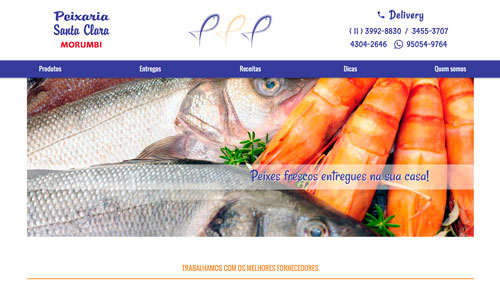 Peixaria
Santa Clara
MORUMBI
Delivery
( 11 ) 3992-8830 / 3455-3707
4304-2646 95054-9764
Produtos Entregas Receitas Dicas Quem somos
Peixes frescos entregues na sua casa!
TRABALHAMOS COM OS MELHORES FORNECEDORES